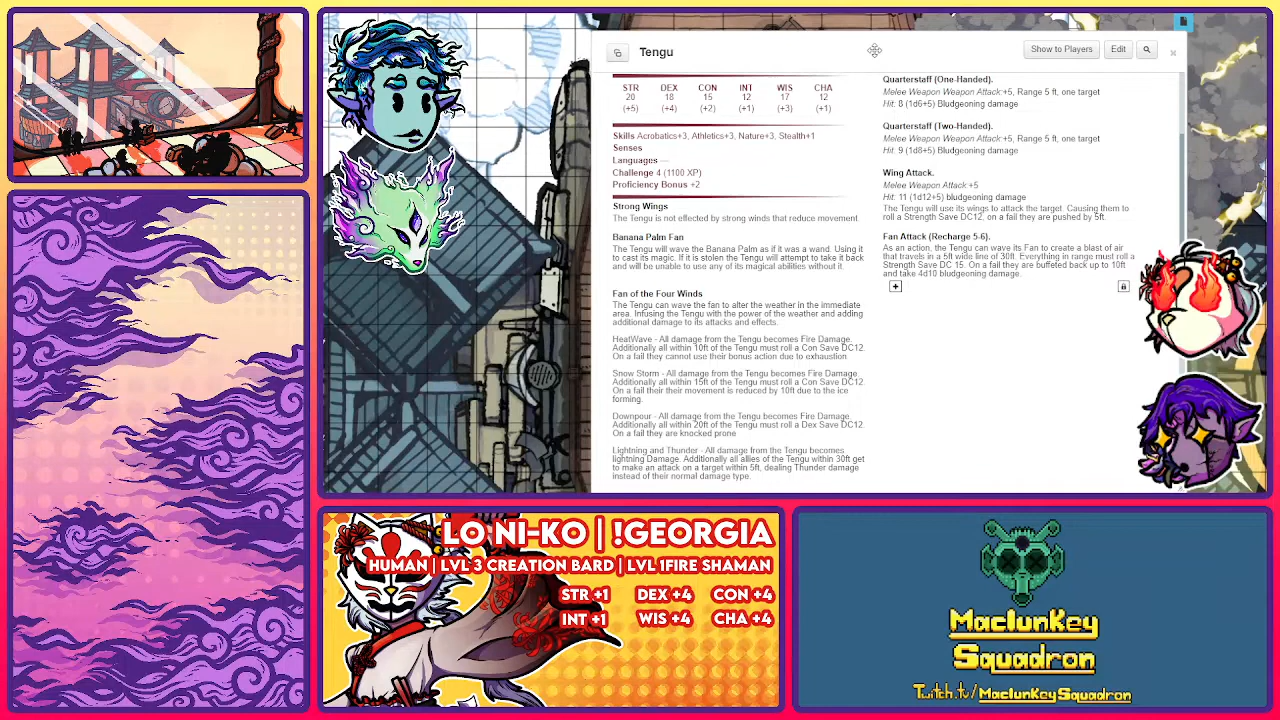 Tengu
Show to Players
Edit
STR DEX CON INT WIS CHA
20 18 15 12 17 12
(+5) (+4) (+2) (+1) (+3) (+1)
Skills Acrobatics+3, Athletics+3, Nature+3, Stealth+1
Senses
Languages —
Challenge 4 (1100 XP)
Proficiency Bonus +2
Strong Wings
The Tengu is not effected by strong winds that reduce movement.
Banana Palm Fan
The Tengu will wave the Banana Palm as if it was a wand. Using it
to cast its magic. If it is stolen the Tengu will attempt to take it back
and will be unable to use any of its magical abilities without it.
Fan of the Four Winds
The Tengu can wave the fan to alter the weather in the immediate
area. Infusing the Tengu with the power of the weather and adding
additional damage to its attacks and effects.
HeatWave - All damage from the Tengu becomes Fire Damage.
Additionally all within 10ft of the Tengu must roll a Con Save DC12.
On a fail they cannot use their bonus action due to exhaustion
Snow Storm - All damage from the Tengu becomes Fire Damage.
Additionally all within 15ft of the Tengu must roll a Con Save DC12.
On a fail their their movement is reduced by 10ft due to the ice
forming.
Downpour - All damage from the Tengu becomes Fire Damage.
Additionally all within 20ft of the Tengu must roll a Dex Save DC12.
On a fail they are knocked prone
Lightning and Thunder - All damage from the Tengu becomes
lightning Damage. Additionally all allies of the Tengu within 30ft get
to make an attack on a target within 5ft, dealing Thunder damage
instead of their normal damage type.
Quarterstaff (One-Handed).
Melee Weapon Weapon Attack:+5, Range 5 ft, one target
Hit: 8 (1d6+5) Bludgeoning damage
Quarterstaff (Two-Handed).
Melee Weapon Weapon Attack:+5, Range 5 ft, one target
Hit: 9 (1d8+5) Bludgeoning damage
Wing Attack.
Melee Weapon Attack:+5
Hit: 11 (1d12+5) bludgeoning damage
The Tengu will use its wings to attack the target. Causing them to
roll a Strength Save DC12, on a fail they are pushed by 5ft.
Fan Attack (Recharge 5-6).
As an action, the Tengu can wave its Fan to create a blast of air
that travels in a 5ft wide line of 30ft. Everything in range must roll a
Strength Save DC 15. On a fail they are buffeted back up to 10ft
and take 4d10 bludgeoning damage.
LO NI-KO | !GEORGIA
HUMAN | LVL 3 CREATION BARD | LVL 1FIRE SHAMAN
STR +1 DEX +4 CON +4
INT +1 WIS +4 CHA +4
MaclunKey
Squadron
Twitch.tv/MaclunKeySquadron